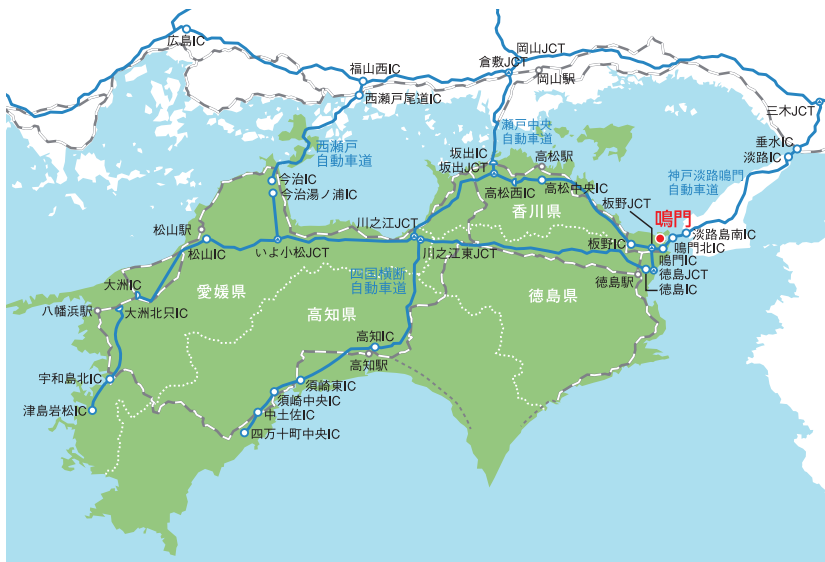 広島IC
福山西IC
西瀬戸尾道IC
倉敷JCT
岡山JCT
岡山駅
三木JCT
垂水IC
淡路IC
神戸淡路鳴門
自動車道
瀬戸中央
自動車道
西瀬戸
自動車道
坂出IC
坂出JCT
高松駅
高松西IC
高松中央IC
香川県
今治IC
今治湯ノ浦IC
川之江JCT
板野JCT
鳴門
淡路島南IC
鳴門北IC
鳴門IC
板野IC
徳島JCT
徳島IC
徳島駅
松山駅
松山IC
いよ小松JCT
川之江東JCT
四国横断
自動車道
大洲IC
八幡浜駅
大洲北只IC
愛媛県
高知県
徳島県
高知IC
高知駅
宇和島北IC
津島岩松IC
須崎東IC
須崎中央IC
中土佐IC
四万十町中央IC